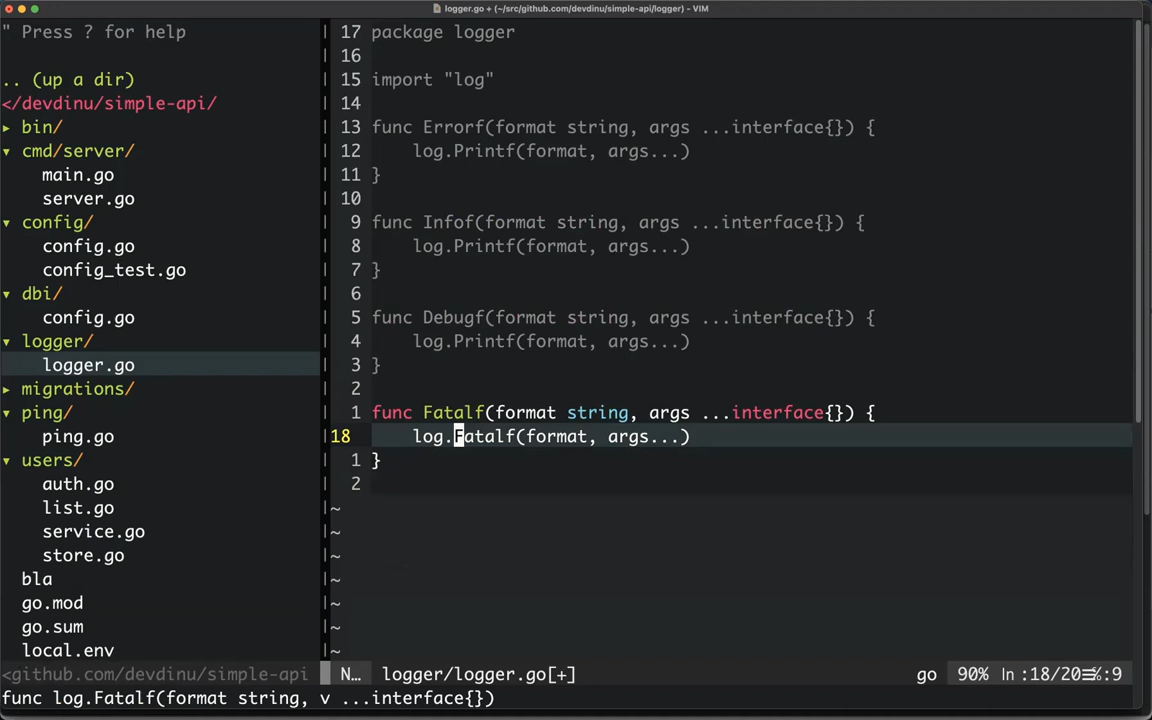 logger.go + (~/src/github.com/devdinu/simple-api/logger) - VIM
" Press ? for help
.. (up a dir)
</devdinu/simple-api/
▸ bin/
▾ cmd/server/
main.go
server.go
▾ config/
config.go
config_test.go
▾ dbi/
config.go
▾ logger/
logger.go
▸ migrations/
▾ ping/
ping.go
▾ users/
auth.go
list.go
service.go
store.go
bla
go.mod
go.sum
local.env
<github.com/devdinu/simple-api
17 package logger
16
15 import "log"
14
13 func Errorf(format string, args ...interface{}) {
12 log.Printf(format, args...)
11 }
10
9 func Infof(format string, args ...interface{}) {
8 log.Printf(format, args...)
7 }
6
5 func Debugf(format string, args ...interface{}) {
4 log.Printf(format, args...)
3 }
2
1 func Fatalf(format string, args ...interface{}) {
18 log.Fatalf(format, args...)
1 }
2
~
~
~
~
~
~
~
N... logger/logger.go[+] go 90% ln :18/20☰%:9
func log.Fatalf(format string, v ...interface{})